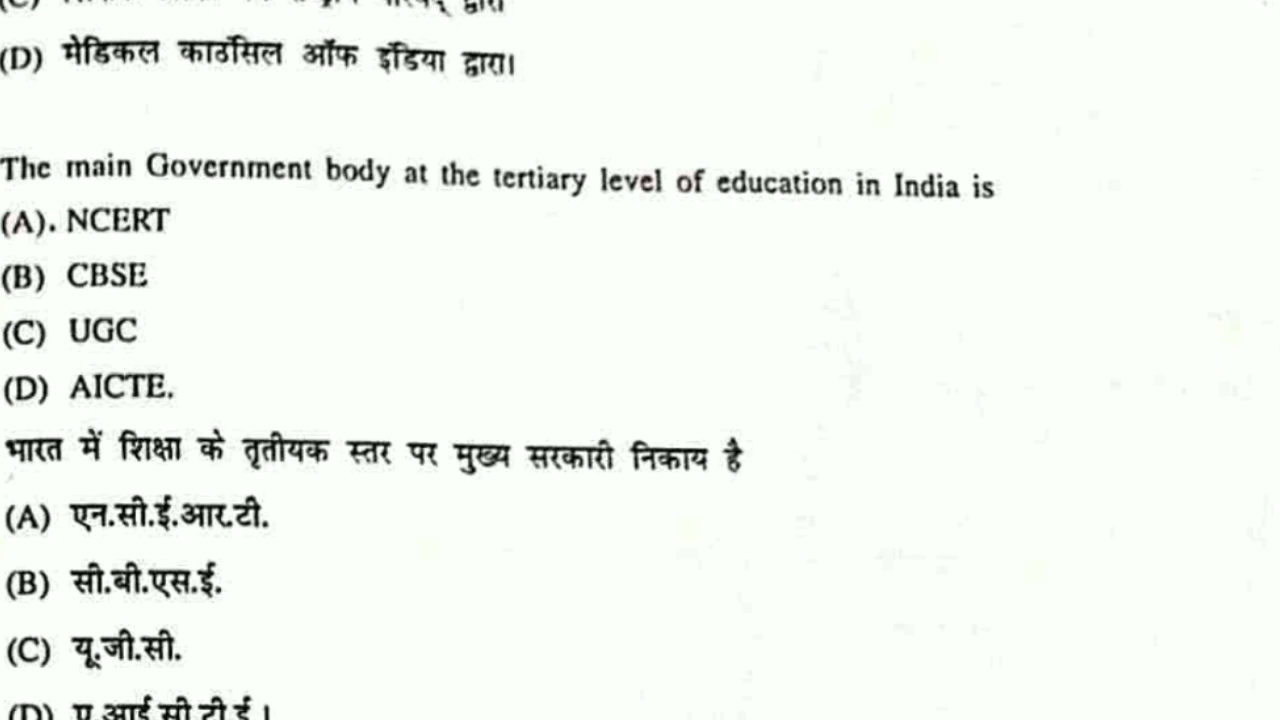 (D) मेडिकल काउंसिल ऑफ इंडिया द्वारा।
The main Government body at the tertiary level of education in India is
(A). NCERT
(B) CBSE
(C) UGC
(D) AICTE.
भारत में शिक्षा के तृतीयक स्तर पर मुख्य सरकारी निकाय है
(A) एन.सी.ई.आर.टी.
(B) सी.बी.एस.ई.
(C) यू.जी.सी.
(D) ए.आई.सी.टी.ई.।